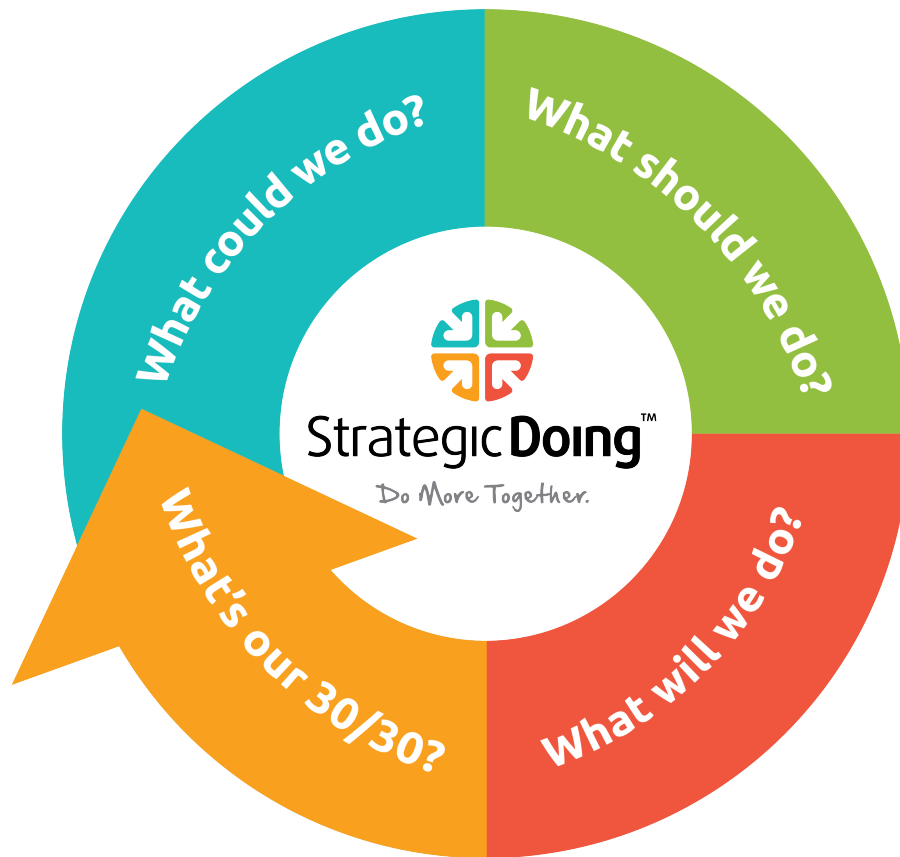 What could we do?
What should we do?
What will we do?
What's our 30/30?
StrategicDoing™
Do More Together.